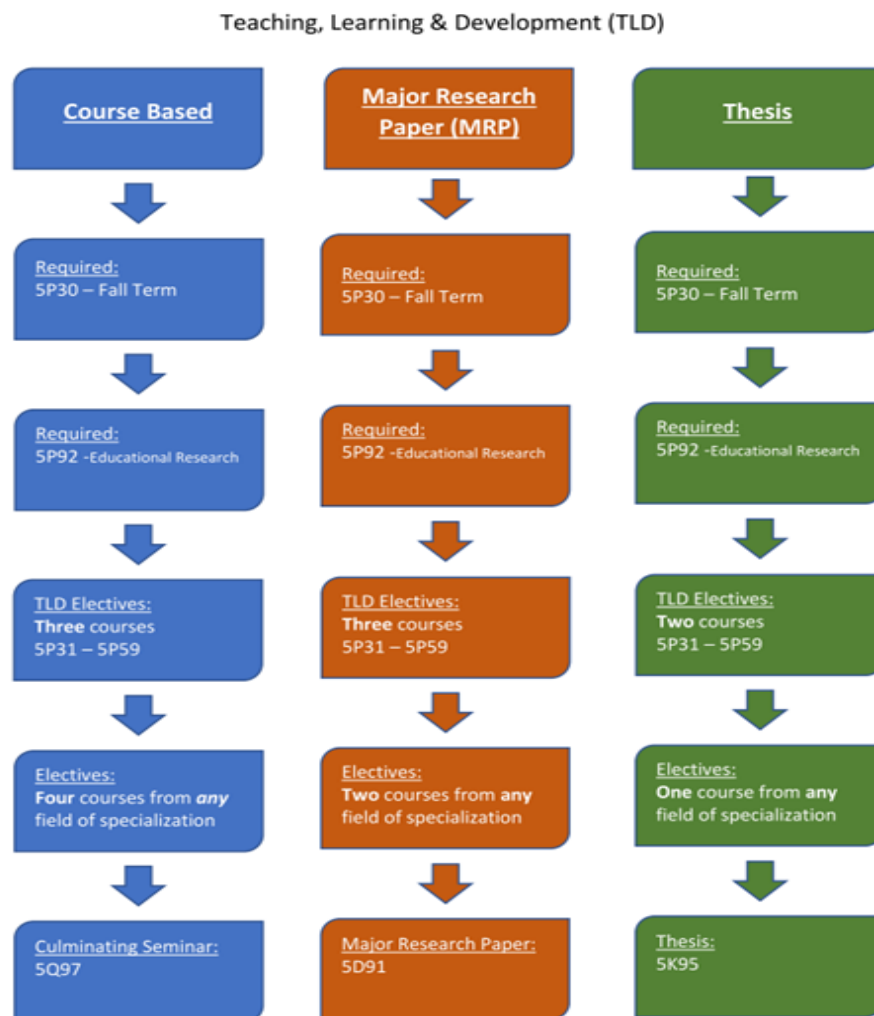 Teaching, Learning & Development (TLD)
Course Based
Required:
5P30 – Fall Term
Required:
5P92 -Educational Research
TLD Electives:
Three courses
5P31 – 5P59
Electives:
Four courses from any
field of specialization
Culminating Seminar:
5Q97
Major Research
Paper (MRP)
Required:
5P30 – Fall Term
Required:
5P92 -Educational Research
TLD Electives:
Three courses
5P31 – 5P59
Electives:
Two courses from any
field of specialization
Major Research Paper:
5D91
Thesis
Required:
5P30 – Fall Term
Required:
5P92 -Educational Research
TLD Electives:
Two courses
5P31 – 5P59
Electives:
One course from any
field of specialization
Thesis:
5K95